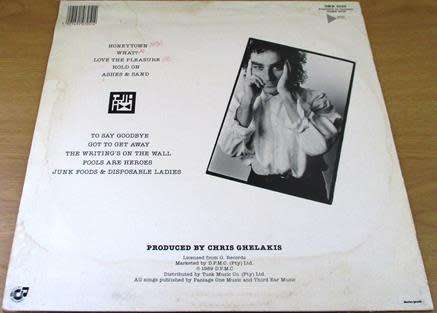 HONEYTOWN
WHAT?
LOVE THE PLEASURE
HOLD ON
ASHES & SAND
TO SAY GOODBYE
GOT TO GET AWAY
THE WRITING'S ON THE WALL
FOOLS ARE HEROES
JUNK FOODS & DISPOSABLE LADIES
PRODUCED BY CHRIS GHELAKIS
Licensed from G. Records
Marketed by D.P.M.C. (Pty) Ltd.
© 1989 D.P.M.C
Distributed by Tusk Music Co. (Pty) Ltd.
All songs published by Fantage One Music and Third Ear Music